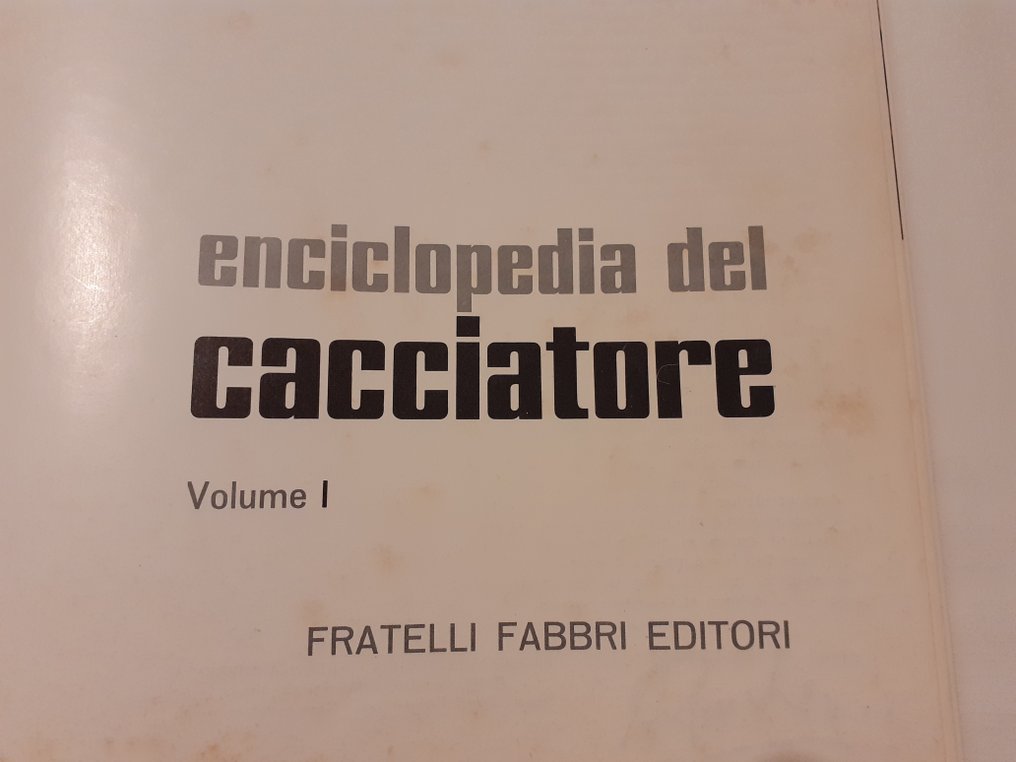 enciclopedia del
cacciatore
Volume I
FRATELLI FABBRI EDITORI